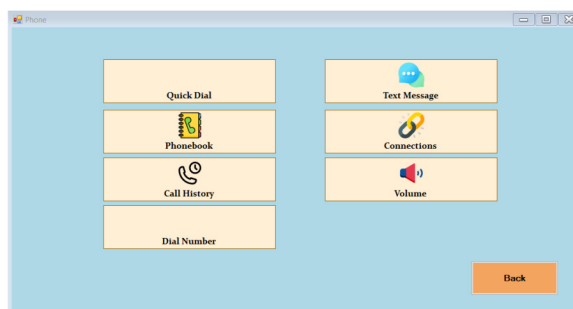 Phone
Quick Dial
Text Message
Phonebook
Connections
Call History
Volume
Dial Number
Back